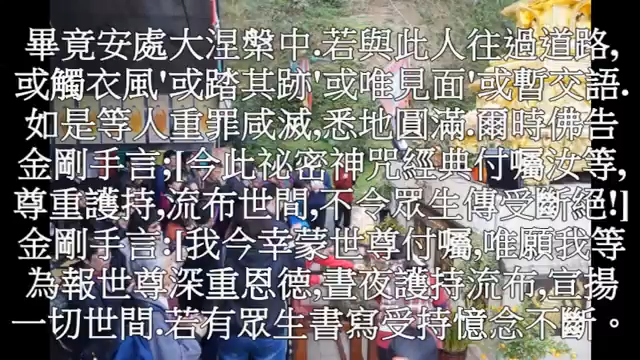 畢竟安處大涅槃中.若與此人往過道路,
或觸衣風'或踏其跡'或唯見面'或暫交語.
如是等人重罪咸滅,悉地圓滿.爾時佛告
金剛手言;[今此祕密神咒經典付囑汝等,
尊重護持,流布世間,不令眾生傳受斷絕!]
金剛手言:[我今幸蒙世尊付囑,唯願我等
為報世尊深重恩德,晝夜護持流布,宣揚
一切世間.若有眾生書寫受持憶念不斷。